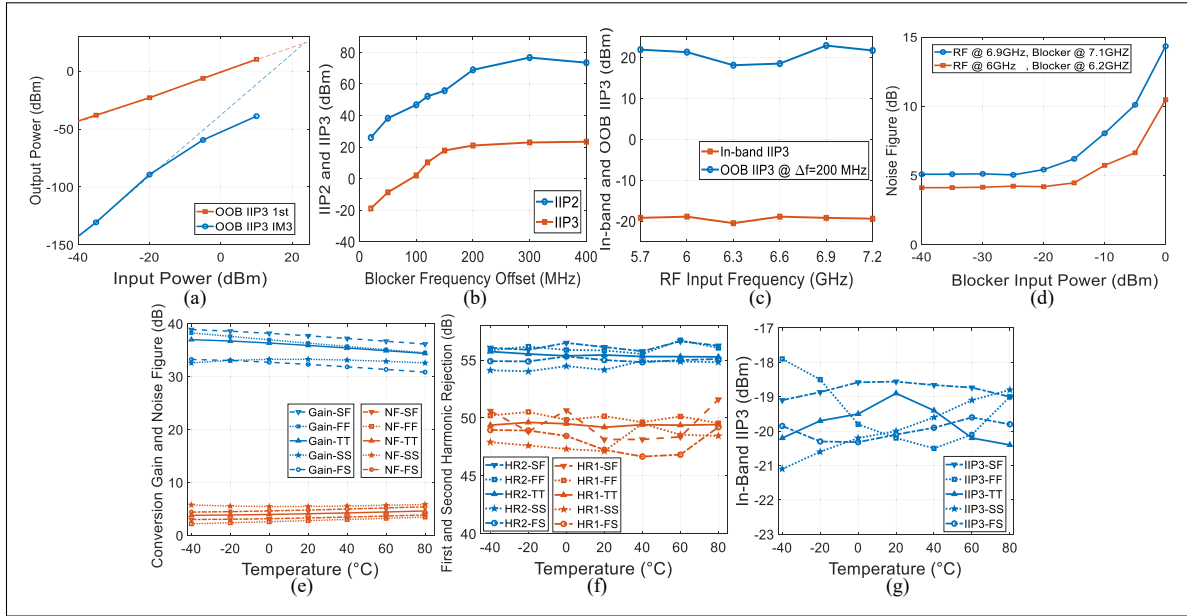 Output Power (dBm)
0
-50
-100
-150
-40
-20
0
20
OOB IIP3 1st
OOB IIP3 IM3
Input Power (dBm)
(a)
IIP2 and IIP3 (dBm)
80
60
40
20
0
-20
-40
100
200
300
400
IIP2
IIP3
Blocker Frequency Offset (MHz)
(b)
In-band and OOB IIP3 (dBm)
20
10
0
-10
-20
5.7
6
6.3
6.6
6.9
7.2
In-band IIP3
OOB IIP3 @ Δf=200 MHz
RF Input Frequency (GHz)
(c)
Noise Figure (dBm)
15
10
5
0
-40
-30
-20
-10
0
RF @ 6.9GHz, Blocker @ 7.1GHZ
RF @ 6GHz , Blocker @ 6.2GHZ
Blocker Input Power (dBm)
(d)
Conversion Gain and Noise Figure (dB)
40
30
20
10
0
-40
-20
0
20
40
60
80
Gain-SF
Gain-FF
Gain-TT
Gain-SS
Gain-FS
NF-SF
NF-FF
NF-TT
NF-SS
NF-FS
Temperature (°C)
(e)
First and Second Harmonic Rejection (dB)
55
50
45
40
-40
-20
0
20
40
60
80
HR2-SF
HR2-FF
HR2-TT
HR2-SS
HR2-FS
HR1-SF
HR1-FF
HR1-TT
HR1-SS
HR1-FS
Temperature (°C)
(f)
In-Band IIP3 (dBm)
-17
-18
-19
-20
-21
-22
-23
-40
-20
0
20
40
60
80
IIP3-SF
IIP3-FF
IIP3-TT
IIP3-SS
IIP3-FS
Temperature (°C)
(g)